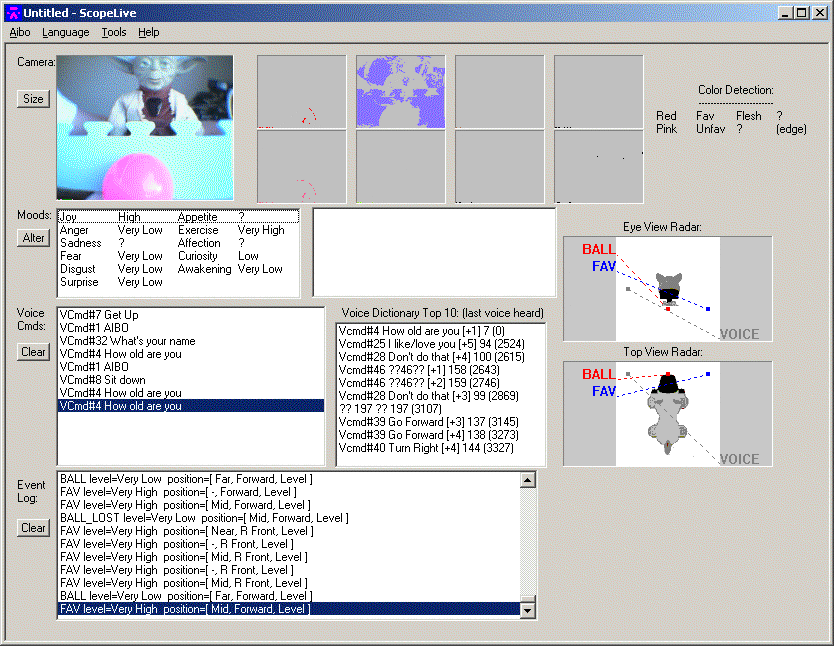 Untitled - ScopeLive
Aibo Language Tools Help
Camera:
Size
Color Detection:
-------------------------
Red Fav Flesh ?
Pink Unfav ? (edge)
Moods:
Alter
Joy High Appetite ?
Anger Very Low Exercise Very High
Sadness ? Affection ?
Fear Very Low Curiosity Low
Disgust Very Low Awakening Very Low
Surprise Very Low
Eye View Radar:
BALL
FAV
VOICE
Voice
Cmds:
Clear
VCmd#7 Get Up
VCmd#1 AIBO
VCmd#32 What's your name
VCmd#4 How old are you
VCmd#1 AIBO
VCmd#8 Sit down
VCmd#4 How old are you
VCmd#4 How old are you
Voice Dictionary Top 10: (last voice heard)
Vcmd#4 How old are you [+1] 7 (0)
Vcmd#25 I like/love you [+5] 94 (2524)
Vcmd#28 Don't do that [+4] 100 (2615)
Vcmd#46 ??46?? [+1] 158 (2643)
Vcmd#46 ??46?? [+2] 159 (2746)
Vcmd#28 Don't do that [+3] 99 (2869)
?? 197 ?? 197 (3107)
Vcmd#39 Go Forward [+3] 137 (3145)
Vcmd#39 Go Forward [+4] 138 (3273)
Vcmd#40 Turn Right [+4] 144 (3327)
Top View Radar:
BALL
FAV
VOICE
Event
Log:
Clear
BALL level=Very Low position=[ Far, Forward, Level ]
FAV level=Very High position=[ -, Forward, Level ]
FAV level=Very High position=[ Mid, Forward, Level ]
BALL_LOST level=Very Low position=[ Mid, Forward, Level ]
FAV level=Very High position=[ Near, R Front, Level ]
FAV level=Very High position=[ -, R Front, Level ]
FAV level=Very High position=[ Mid, R Front, Level ]
FAV level=Very High position=[ -, R Front, Level ]
FAV level=Very High position=[ Mid, R Front, Level ]
BALL level=Very Low position=[ Far, Forward, Level ]
FAV level=Very High position=[ Mid, Forward, Level ]